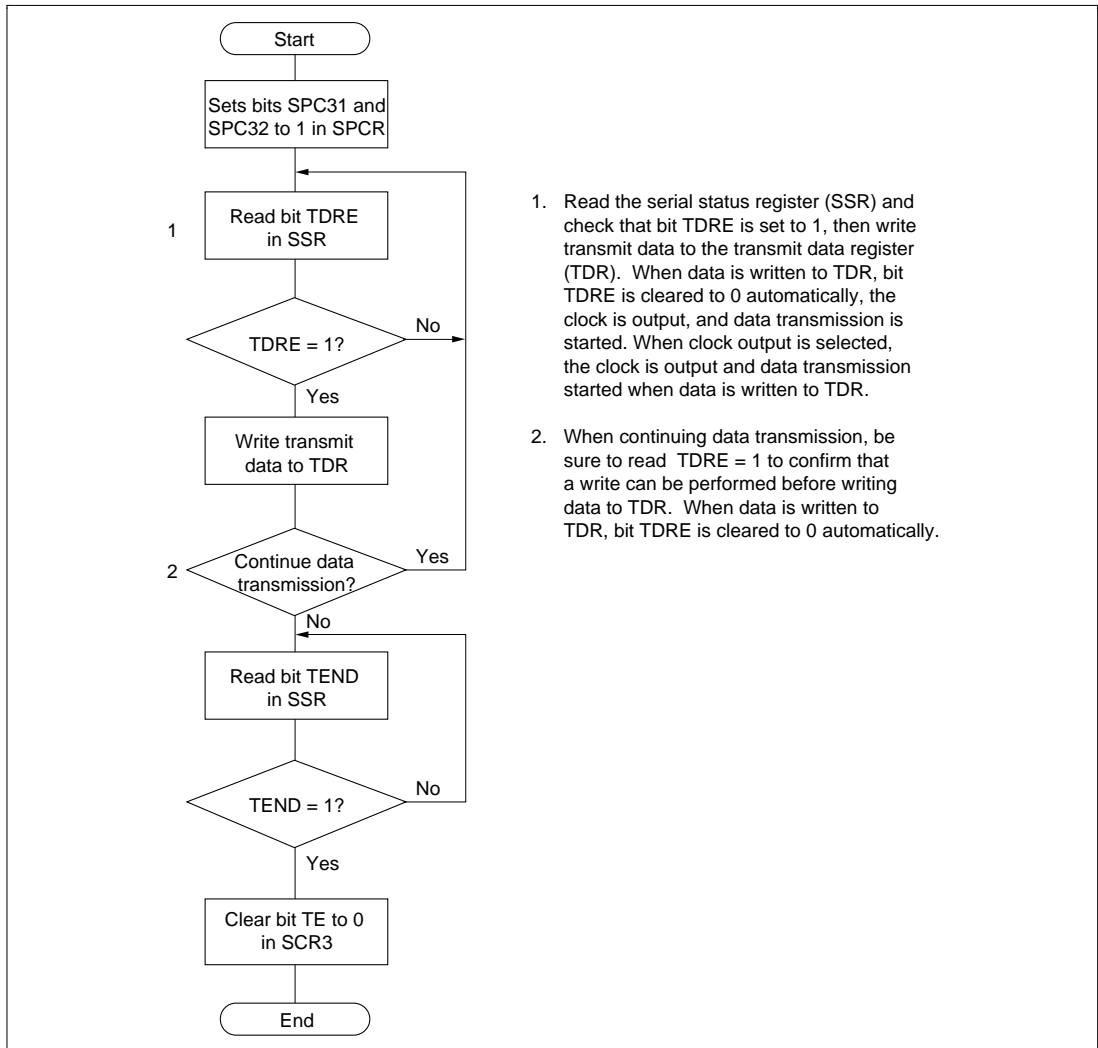 Start
Sets bits SPC31 and
SPC32 to 1 in SPCR
1
Read bit TDRE
in SSR
TDRE = 1?
No
Yes
Write transmit
data to TDR
2
Continue data
transmission?
Yes
No
Read bit TEND
in SSR
TEND = 1?
No
Yes
Clear bit TE to 0
in SCR3
End
1. Read the serial status register (SSR) and
check that bit TDRE is set to 1, then write
transmit data to the transmit data register
(TDR). When data is written to TDR, bit
TDRE is cleared to 0 automatically, the
clock is output, and data transmission is
started. When clock output is selected,
the clock is output and data transmission
started when data is written to TDR.
2. When continuing data transmission, be
sure to read TDRE = 1 to confirm that
a write can be performed before writing
data to TDR. When data is written to
TDR, bit TDRE is cleared to 0 automatically.